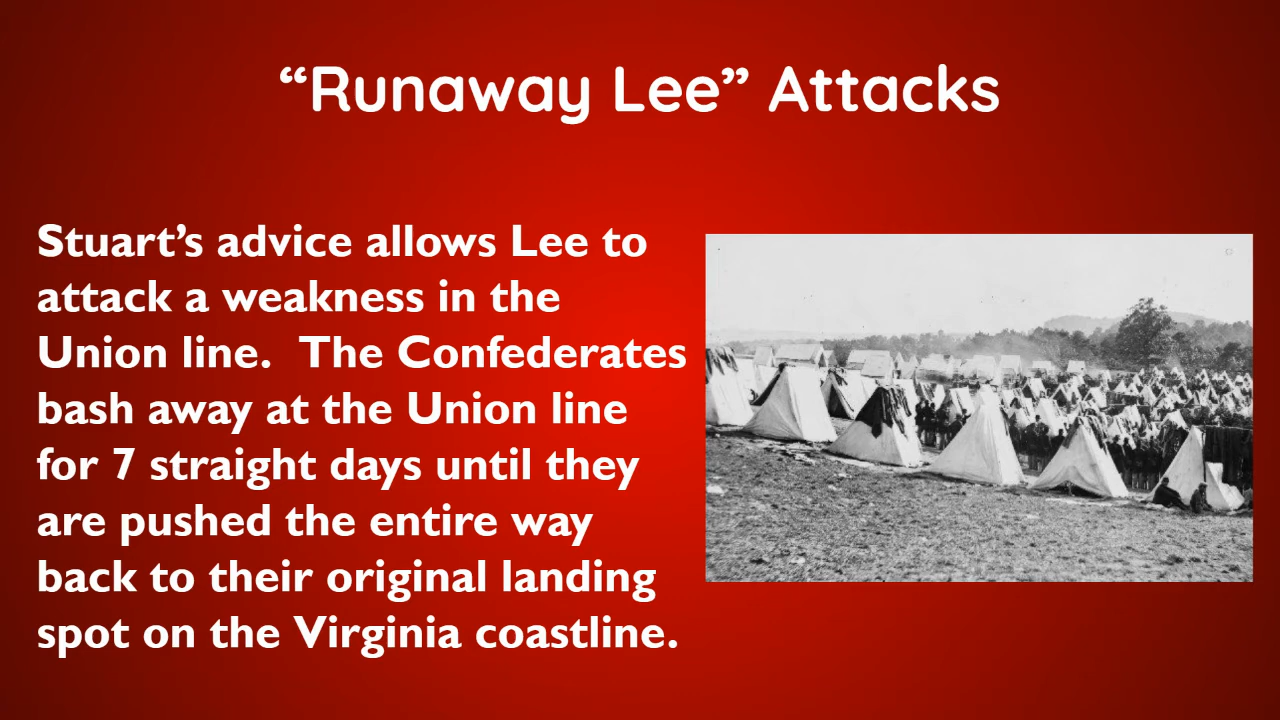 “Runaway Lee” Attacks
Stuart’s advice allows Lee to
attack a weakness in the
Union line.  The Confederates
bash away at the Union line
for 7 straight days until they
are pushed the entire way
back to their original landing
spot on the Virginia coastline.